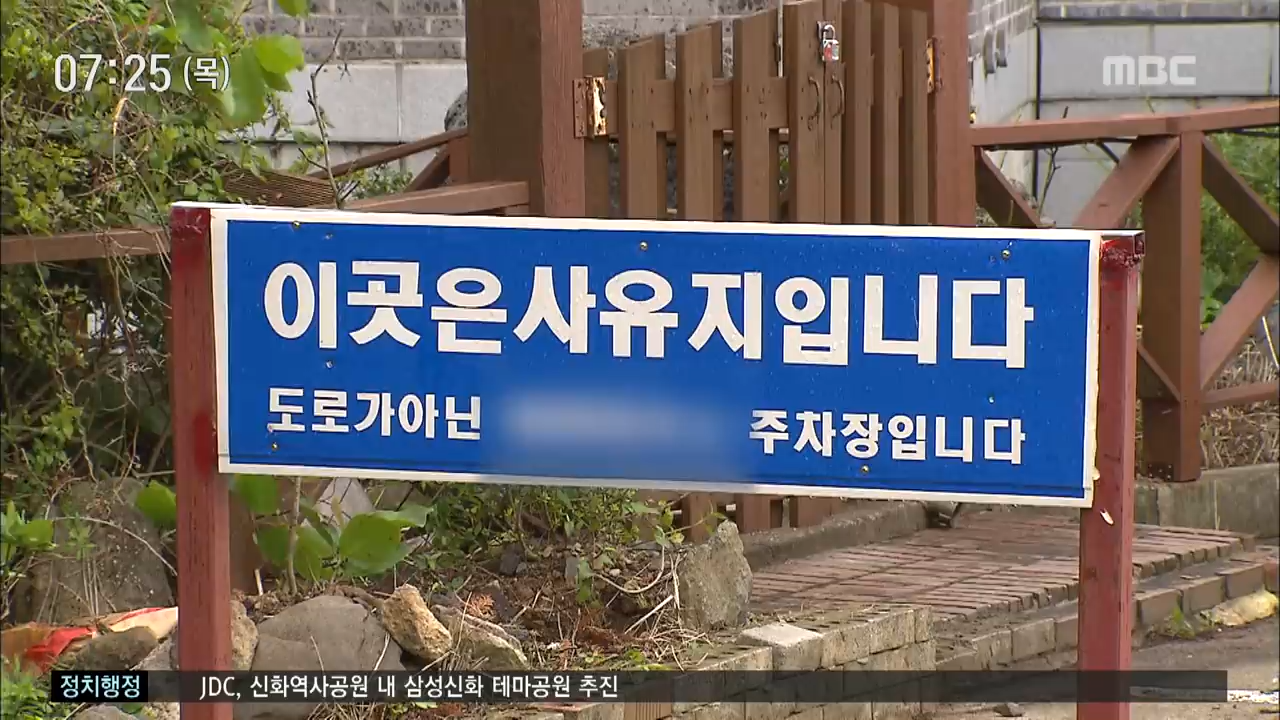 07:25 (목)
MBC
이곳은사유지입니다
도로가아닌 주차장입니다
정치행정 JDC, 신화역사공원 내 삼성신화 테마공원 추진